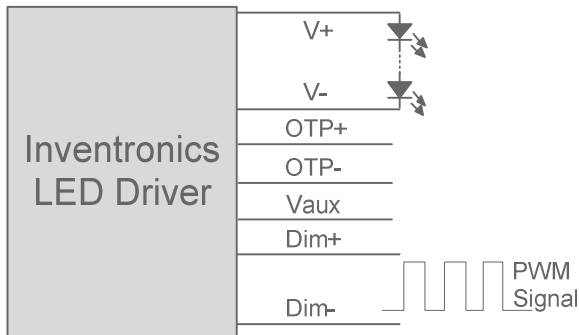 V+
V-
OTP+
OTP-
Vaux
Dim+
Dim-
Inventronics
LED Driver
PWM
Signal